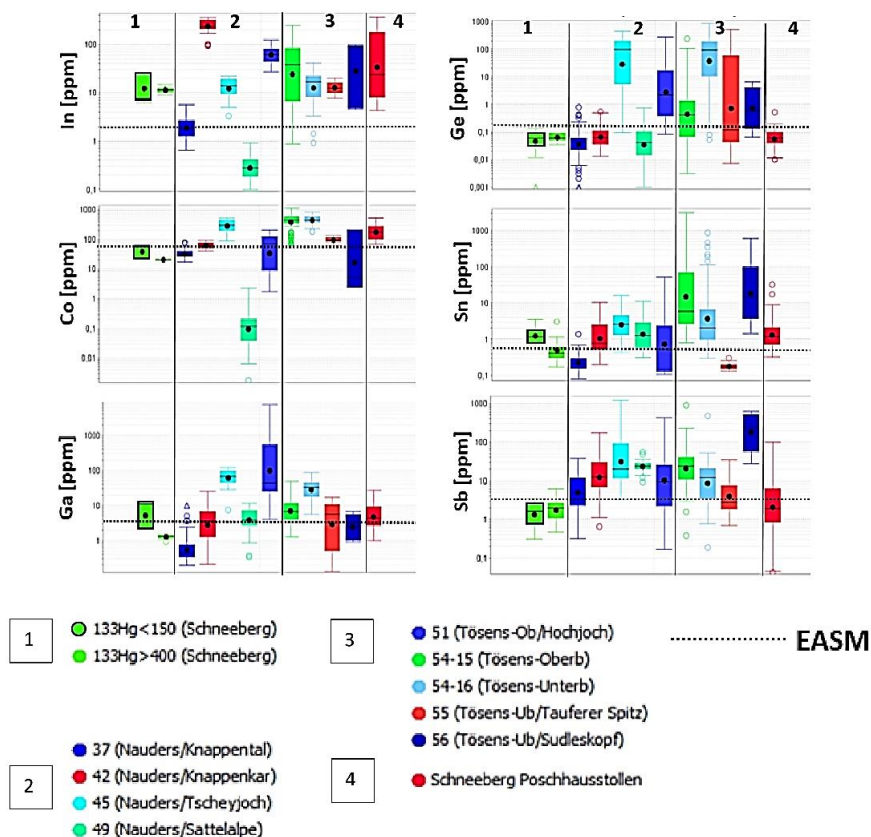 1 2 3 4
In [ppm]
100
10
1
0,1
Co [ppm]
1000
100
10
1
0,1
0,01
Ga [ppm]
1000
100
10
1
1 2 3 4
Ge [ppm]
1000
100
10
1
0,1
0,01
0,001
Sn [ppm]
1000
100
10
1
0,1
Sb [ppm]
1000
100
10
1
0,1
1
133Hg<150 (Schneeberg)
133Hg>400 (Schneeberg)
2
37 (Nauders/Knappental)
42 (Nauders/Knappenkar)
45 (Nauders/Tscheyjoch)
49 (Nauders/Sattelalpe)
3
51 (Tösens-Ob/Hochjoch)
54-15 (Tösens-Oberb)
54-16 (Tösens-Unterb)
55 (Tösens-Ub/Tauferer Spitz)
56 (Tösens-Ub/Sudleskopf)
4
Schneeberg Poschhausstollen
EASM